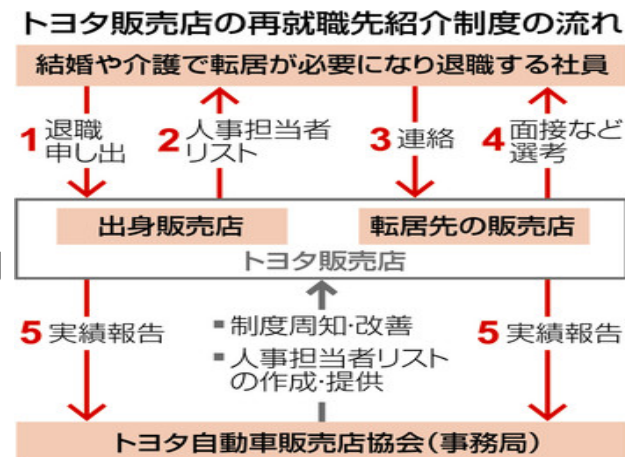 トヨタ販売店の再就職先紹介制度の流れ
結婚や介護で転居が必要になり退職する社員
1 退職
申し出
2 人事担当者
リスト
3 連絡
4 面接など
選考
出身販売店
転居先の販売店
トヨタ販売店
5 実績報告
▪制度周知・改善
▪人事担当者リスト
の作成・提供
5 実績報告
トヨタ自動車販売店協会(事務局)